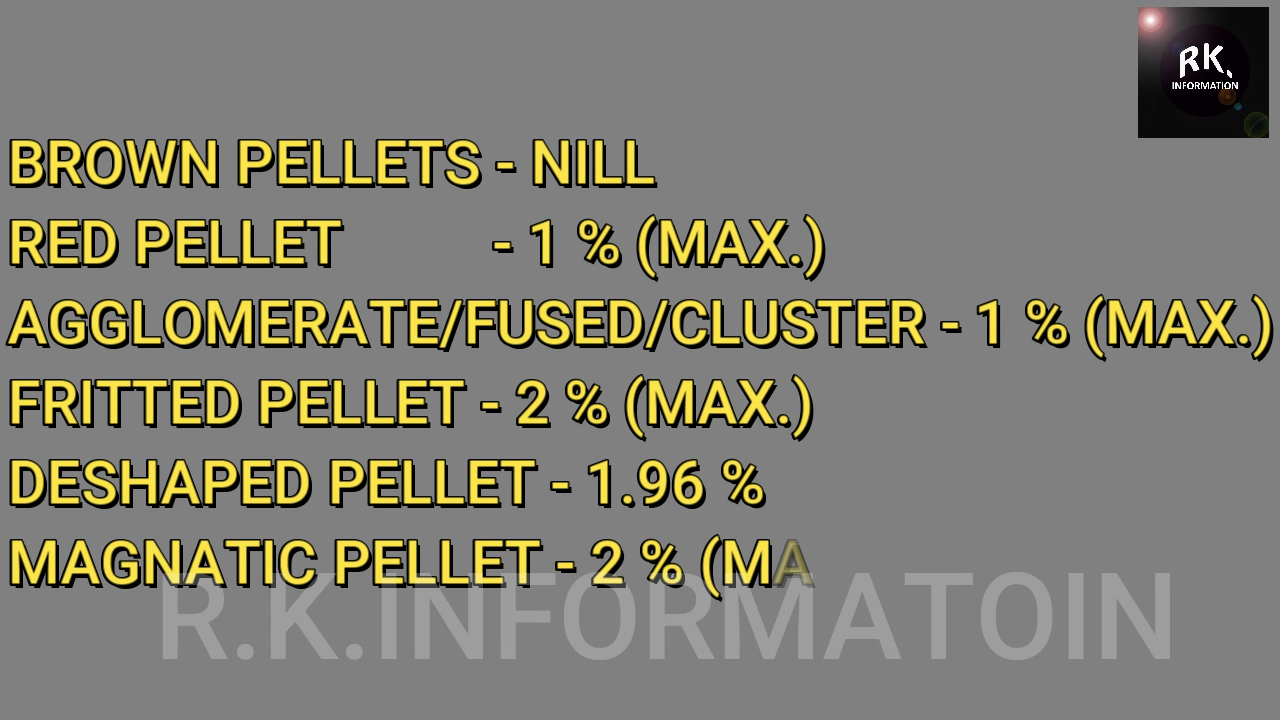 RK.
INFORMATION
BROWN PELLETS - NILL
RED PELLET - 1 % (MAX.)
AGGLOMERATE/FUSED/CLUSTER - 1 % (MAX.)
FRITTED PELLET - 2 % (MAX.)
DESHAPED PELLET - 1.96 %
MAGNATIC PELLET - 2 % (MA
R.K.INFORMATOIN